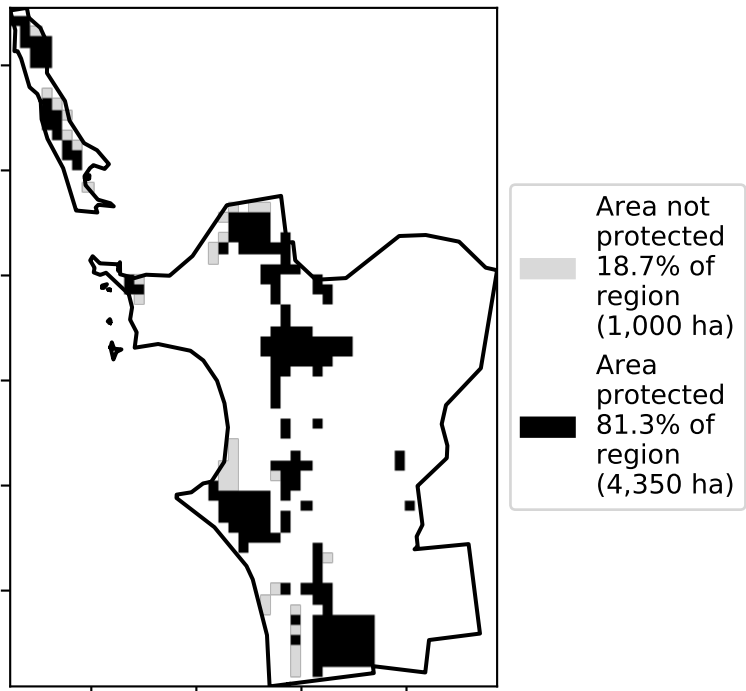 Area not
protected
18.7% of
region
(1,000 ha)
Area
protected
81.3% of
region
(4,350 ha)